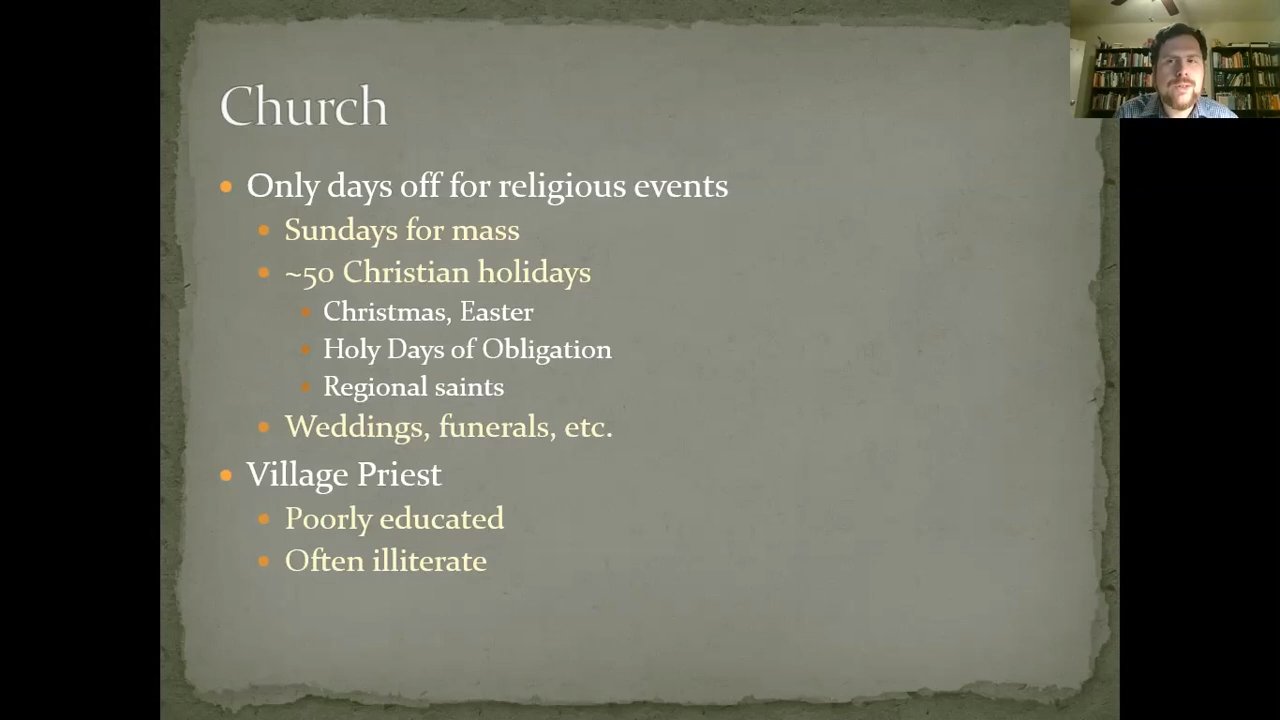 Church
Only days off for religious events
Sundays for mass
~50 Christian holidays
Christmas, Easter
Holy Days of Obligation
Regional saints
Weddings, funerals, etc.
Village Priest
Poorly educated
Often illiterate